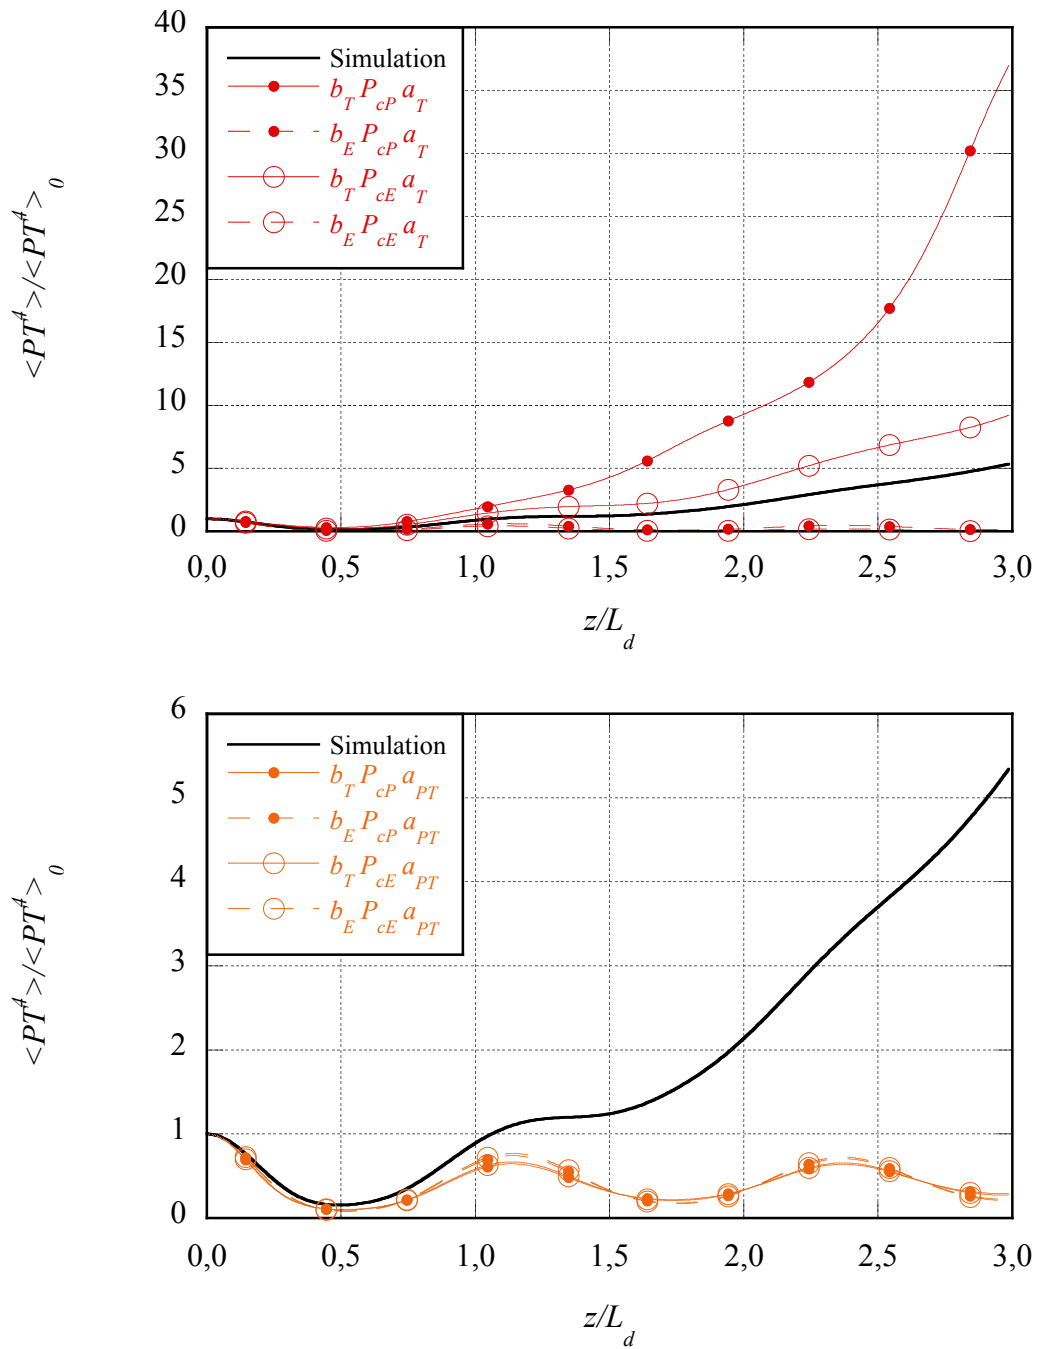 40
35
30
25
20
15
10
5
0
<PT⁴>/<PT⁴>₀
Simulation
b_T P_cP a_T
b_E P_cP a_T
b_T P_cE a_T
b_E P_cE a_T
0,0 0,5 1,0 1,5 2,0 2,5 3,0
z/L_d
6
5
4
3
2
1
0
<PT⁴>/<PT⁴>₀
Simulation
b_T P_cP a_PT
b_E P_cP a_PT
b_T P_cE a_PT
b_E P_cE a_PT
0,0 0,5 1,0 1,5 2,0 2,5 3,0
z/L_d